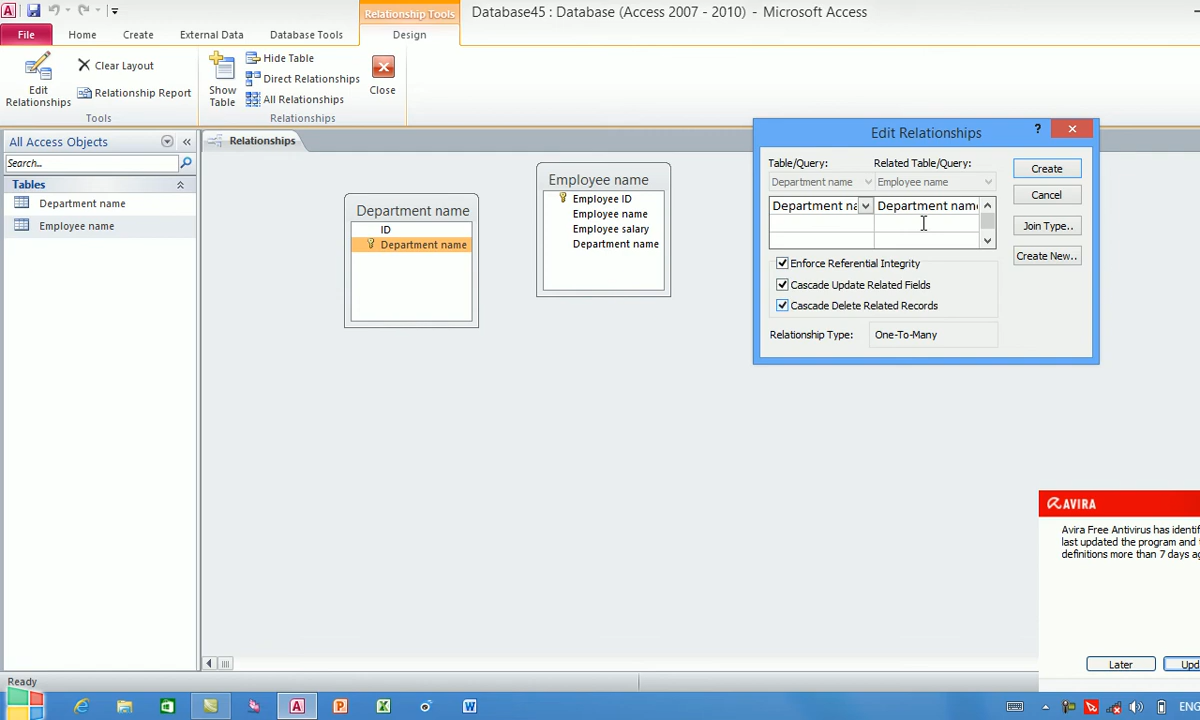 Relationship Tools
Database45 : Database (Access 2007 - 2010) - Microsoft Access
File
Home
Create
External Data
Database Tools
Design
Edit
Relationships
Clear Layout
Relationship Report
Tools
Show
Table
Hide Table
Direct Relationships
All Relationships
Relationships
Close
All Access Objects
Search..
Tables
Department name
Employee name
Relationships
Department name
ID
Department name
Employee name
Employee ID
Employee name
Employee salary
Department name
Edit Relationships
?
Table/Query:
Related Table/Query:
Department name
Employee name
Department na
Department name
Create
Cancel
Join Type..
Create New..
Enforce Referential Integrity
Cascade Update Related Fields
Cascade Delete Related Records
Relationship Type:
One-To-Many
AVIRA
Avira Free Antivirus has identif
last updated the program and
definitions more than 7 days ag
Later
Upd
Ready
ENG